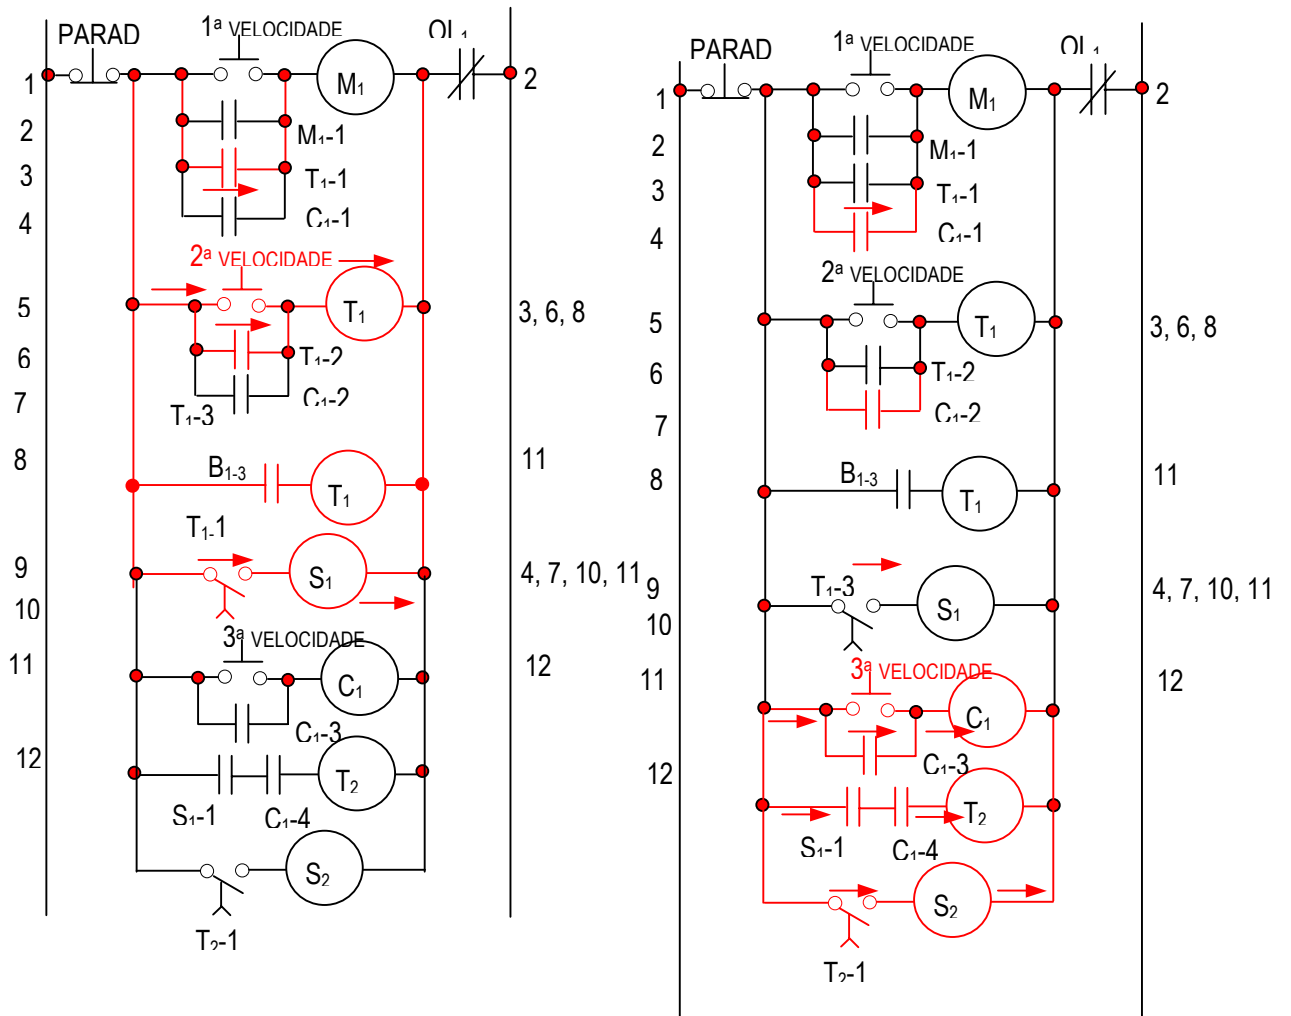 PARAD
1ª VELOCIDADE
OL1
1
M1
2
2
M1-1
3
T1-1
4
C1-1
2ª VELOCIDADE
5
T1
3, 6, 8
6
T1-2
7
C1-2
T1-3
8
B1-3
T1
11
T1-1
9
S1
4, 7, 10, 11
10
3ª VELOCIDADE
11
C1
12
C1-3
12
T2
S1-1
C1-4
S2
T2-1
PARAD
1ª VELOCIDADE
OL1
1
M1
2
2
M1-1
3
T1-1
4
C1-1
2ª VELOCIDADE
5
T1
3, 6, 8
6
T1-2
7
C1-2
8
B1-3
T1
11
9
T1-3
S1
4, 7, 10, 11
10
3ª VELOCIDADE
11
C1
12
C1-3
12
T2
S1-1
C1-4
S2
T2-1